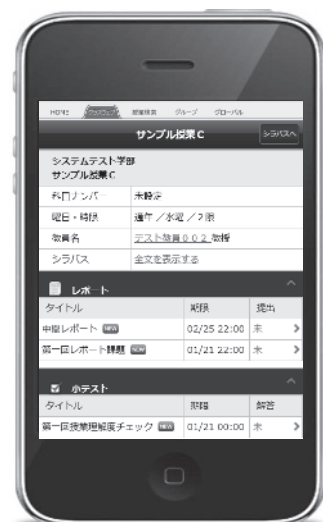 HOME 授業検索 グループ グローバル
サンプル授業C シラバスへ
システムテスト学部
サンプル授業C
科目ナンバー 未設定
曜日・時限 通年／水曜／2限
教員名 テスト教員002 教授
シラバス 全文を表示する
レポート
タイトル 期限 提出
中間レポート NEW 02/25 22:00 未
第一回レポート課題 NEW 01/21 22:00 未
小テスト
タイトル 期限 解答
第一回授業理解度チェック NEW 01/21 00:00 未